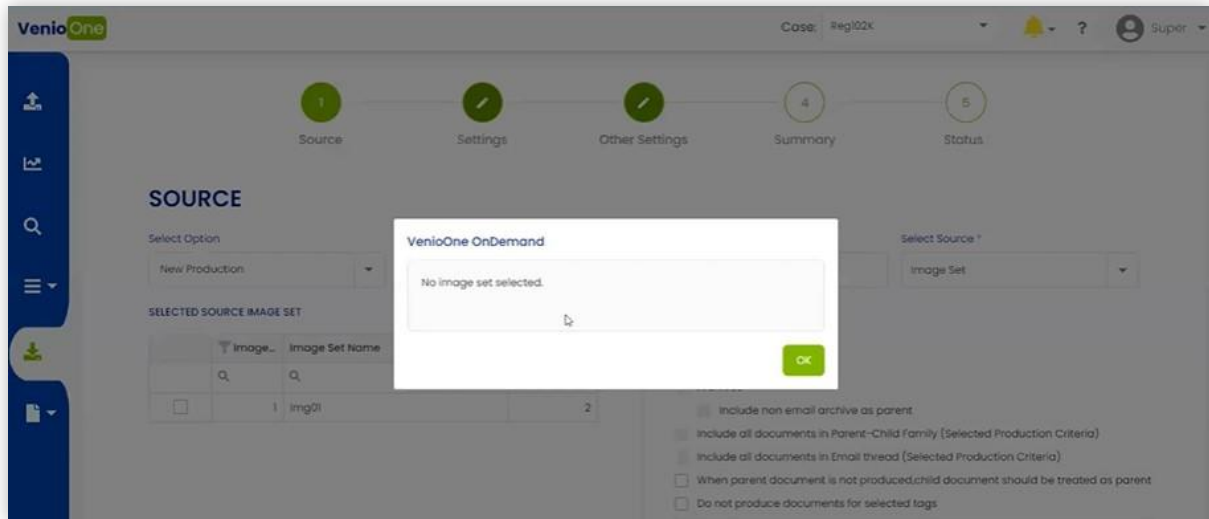 VenioOne
Case: Reg102K
?
Super
1
4
5
Source
Settings
Other Settings
Summary
Status
SOURCE
Select Option
VenioOne OnDemand
Select Source *
New Production
No image set selected.
Image Set
SELECTED SOURCE IMAGE SET
Image...
Image Set Name
OK
1
Img01
2
Include non email archive as parent
Include all documents in Parent-Child Family (Selected Production Criteria)
Include all documents in Email thread (Selected Production Criteria)
When parent document is not produced,child document should be treated as parent
Do not produce documents for selected tags